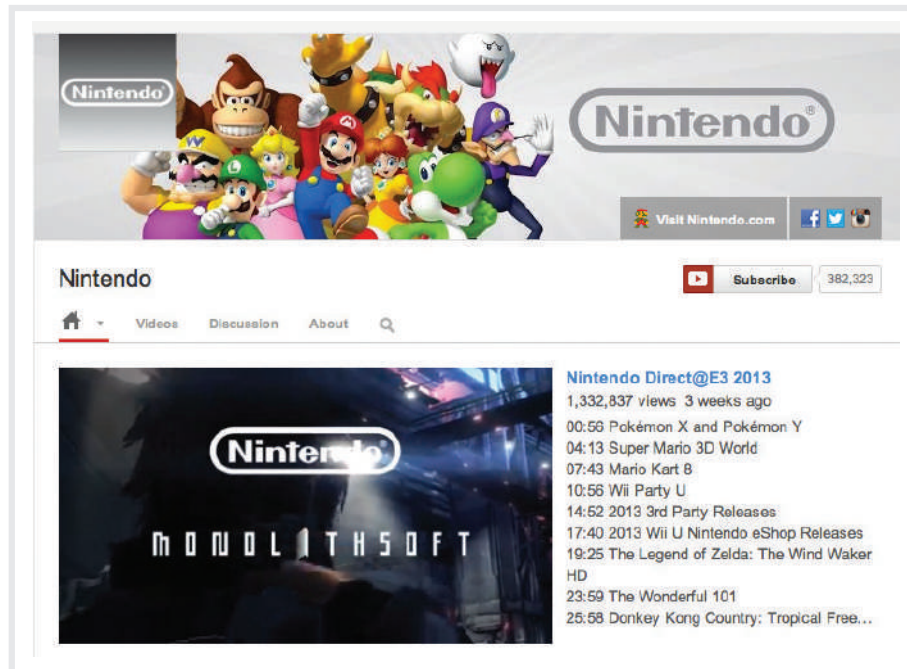 Nintendo
Nintendo®
Visit Nintendo.com
Nintendo
Subscribe 382,323
Videos Discussion About
Nintendo Direct@E3 2013
1,332,837 views 3 weeks ago
00:56 Pokémon X and Pokémon Y
04:13 Super Mario 3D World
07:43 Mario Kart 8
10:56 Wii Party U
14:52 2013 3rd Party Releases
17:40 2013 Wii U Nintendo eShop Releases
19:25 The Legend of Zelda: The Wind Waker
HD
23:59 The Wonderful 101
25:58 Donkey Kong Country: Tropical Free...
Nintendo
MONOLITHSOFT